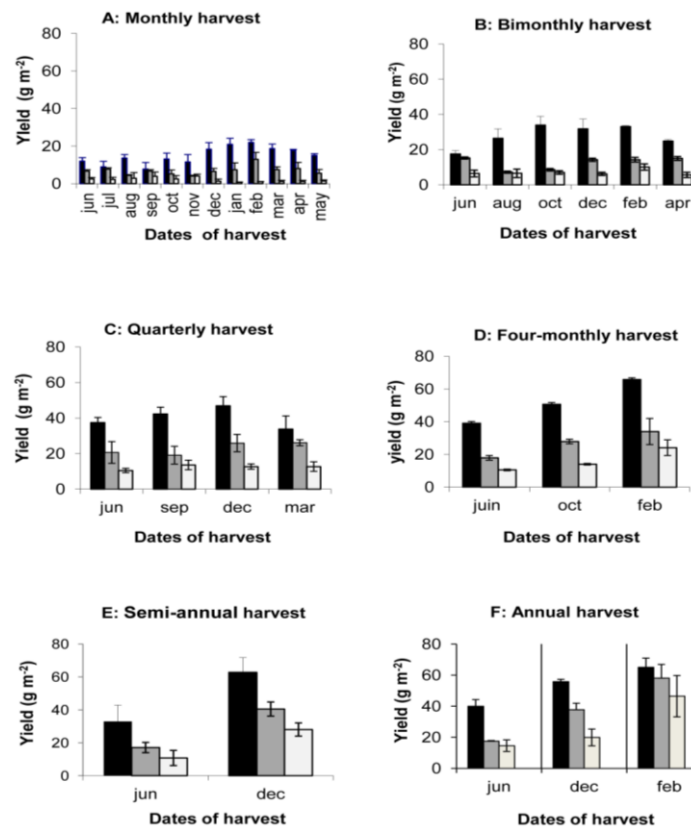 A: Monthly harvest
80
60
40
20
0
Yield (g m-2)
jun jul aug sep oct nov dec jan feb mar apr may
Dates of harvest
B: Bimonthly harvest
80
60
40
20
0
Yield (g m-2)
jun aug oct dec feb apr
Dates of harvest
C: Quarterly harvest
80
60
40
20
0
Yield (g m-2)
jun sep dec mar
Dates of harvest
D: Four-monthly harvest
80
60
40
20
0
yield (g m-2)
juin oct feb
Dates of harvest
E: Semi-annual harvest
80
60
40
20
0
Yield (g m-2)
jun dec
Dates of harvest
F: Annual harvest
80
60
40
20
0
Yield (g m-2)
jun dec feb
Dates of harvest